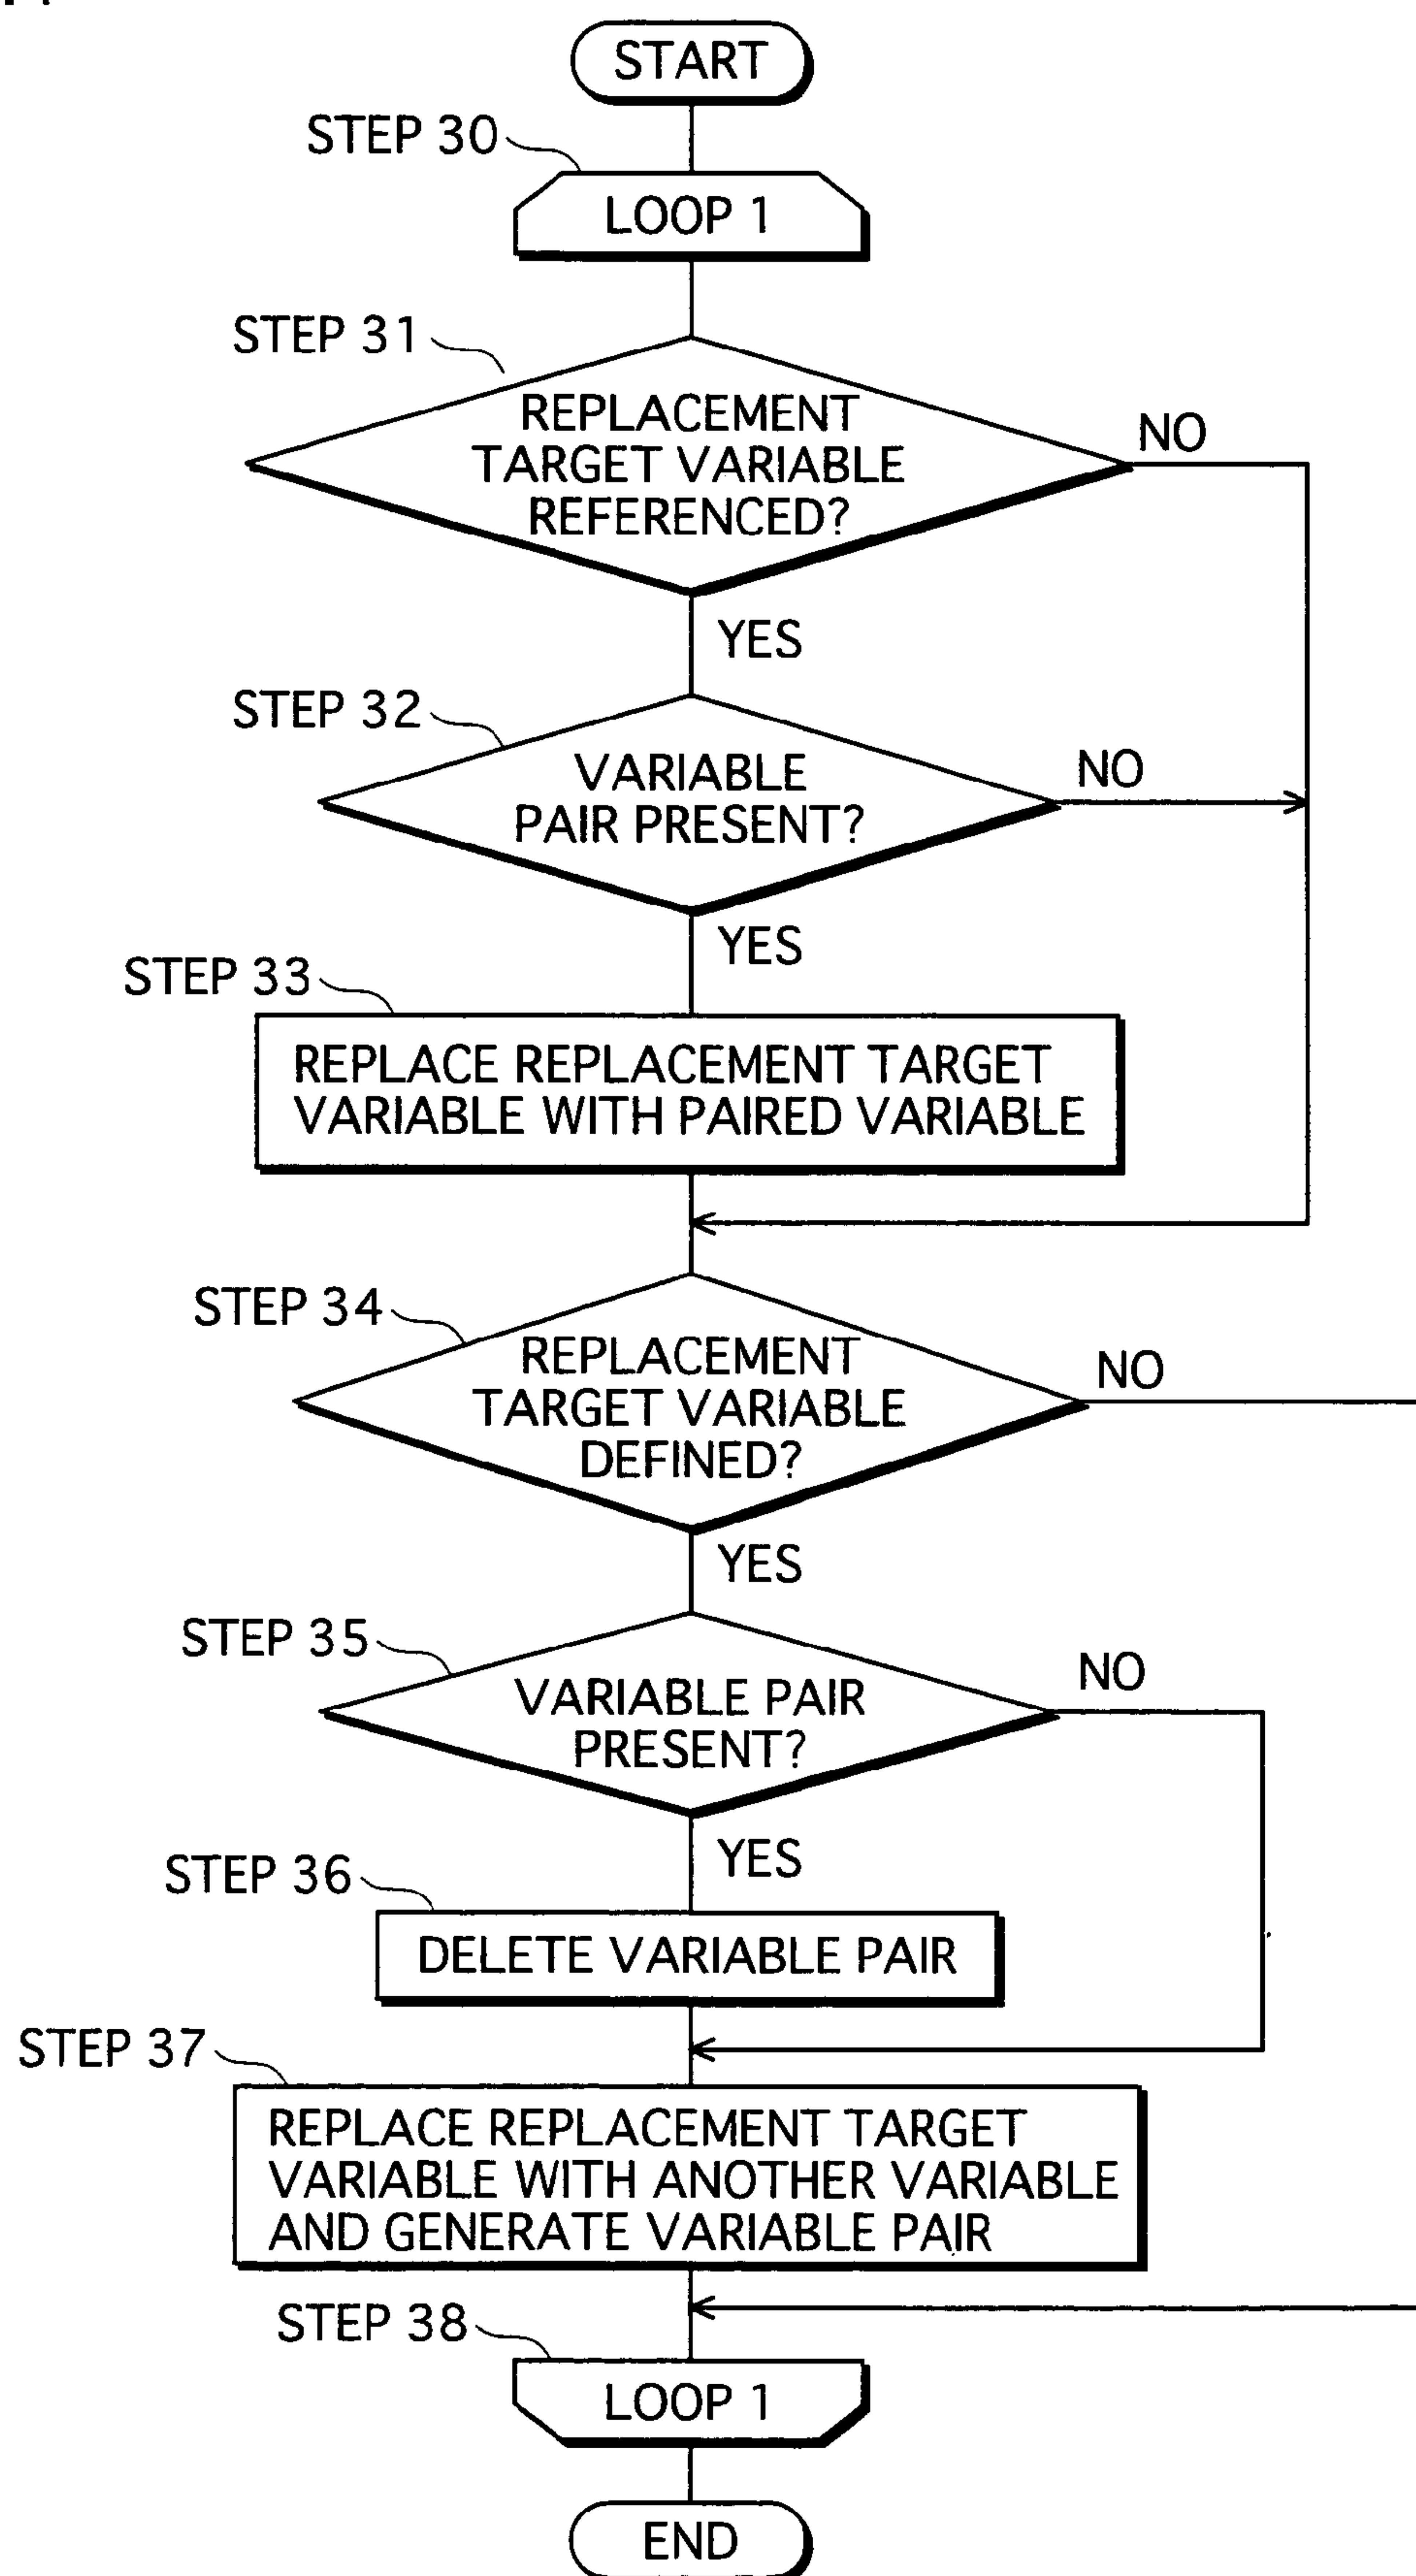 START
STEP 30
LOOP 1
STEP 31
REPLACEMENT
TARGET VARIABLE
REFERENCED?
NO
YES
STEP 32
VARIABLE
PAIR PRESENT?
NO
YES
STEP 33
REPLACE REPLACEMENT TARGET
VARIABLE WITH PAIRED VARIABLE
STEP 34
REPLACEMENT
TARGET VARIABLE
DEFINED?
NO
YES
STEP 35
VARIABLE PAIR
PRESENT?
NO
YES
STEP 36
DELETE VARIABLE PAIR
STEP 37
REPLACE REPLACEMENT TARGET
VARIABLE WITH ANOTHER VARIABLE
AND GENERATE VARIABLE PAIR
STEP 38
LOOP 1
END